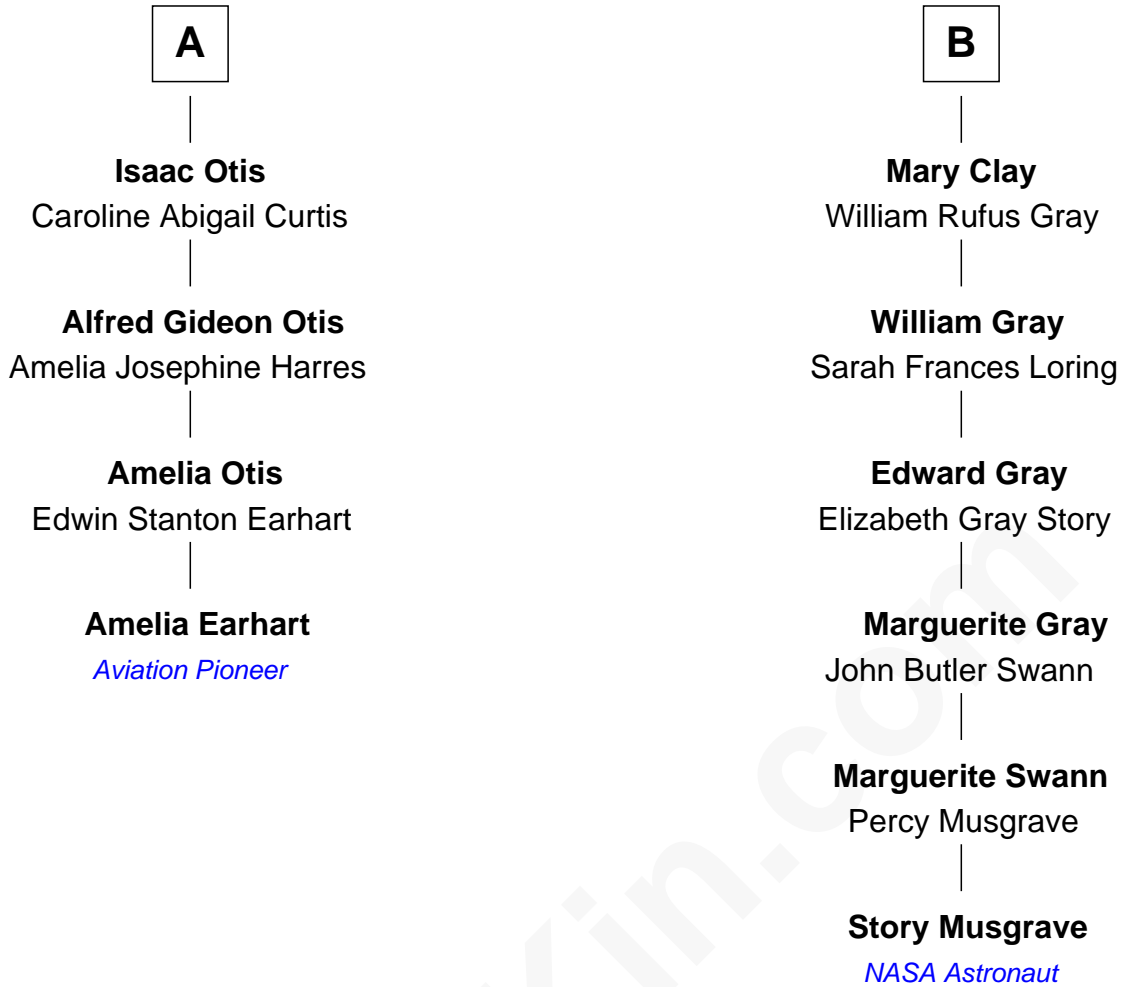 A
Isaac Otis
Caroline Abigail Curtis
Alfred Gideon Otis
Amelia Josephine Harres
Amelia Otis
Edwin Stanton Earhart
Amelia Earhart
Aviation Pioneer
B
Mary Clay
William Rufus Gray
William Gray
Sarah Frances Loring
Edward Gray
Elizabeth Gray Story
Marguerite Gray
John Butler Swann
Marguerite Swann
Percy Musgrave
Story Musgrave
NASA Astronaut
Kin.com